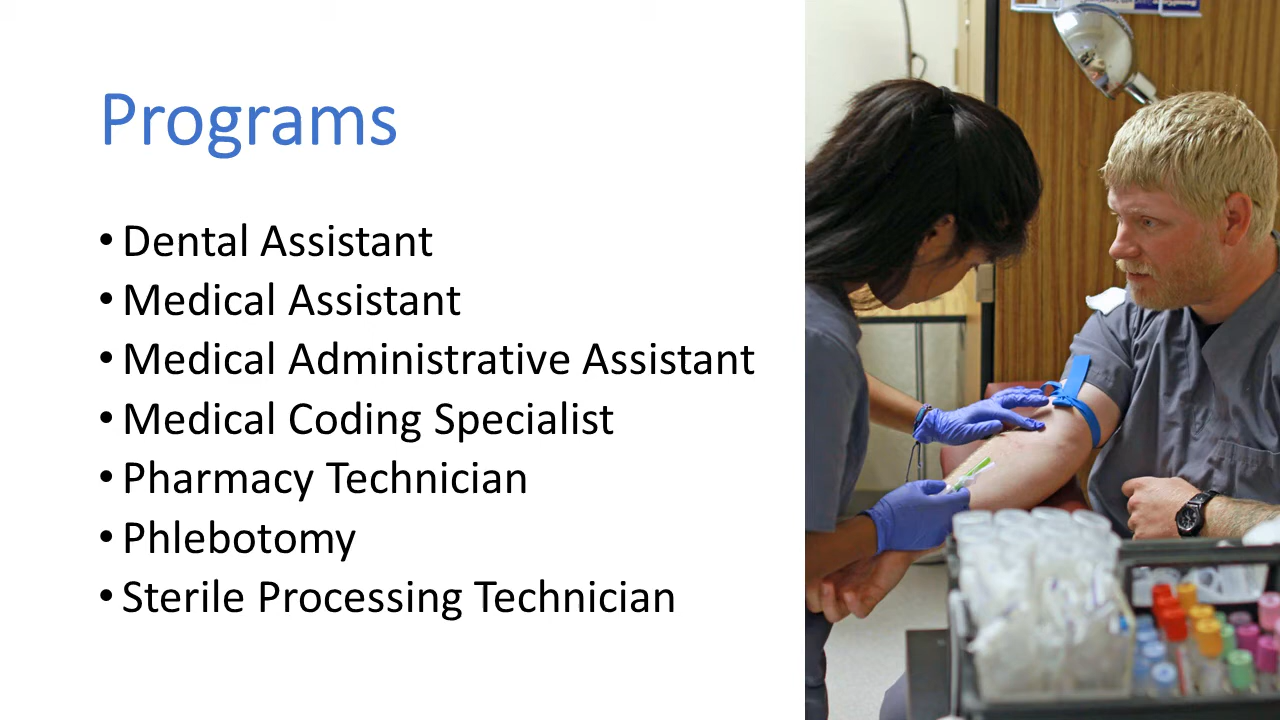 Programs
• Dental Assistant
• Medical Assistant
• Medical Administrative Assistant
• Medical Coding Specialist
• Pharmacy Technician
• Phlebotomy
• Sterile Processing Technician